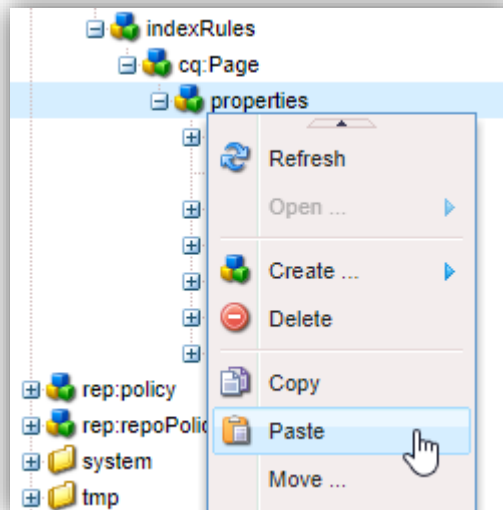 indexRules
cq:Page
properties
Refresh
Open ...
Create ...
Delete
Copy
Paste
Move ...
rep:policy
rep:repoPolic
system
tmp